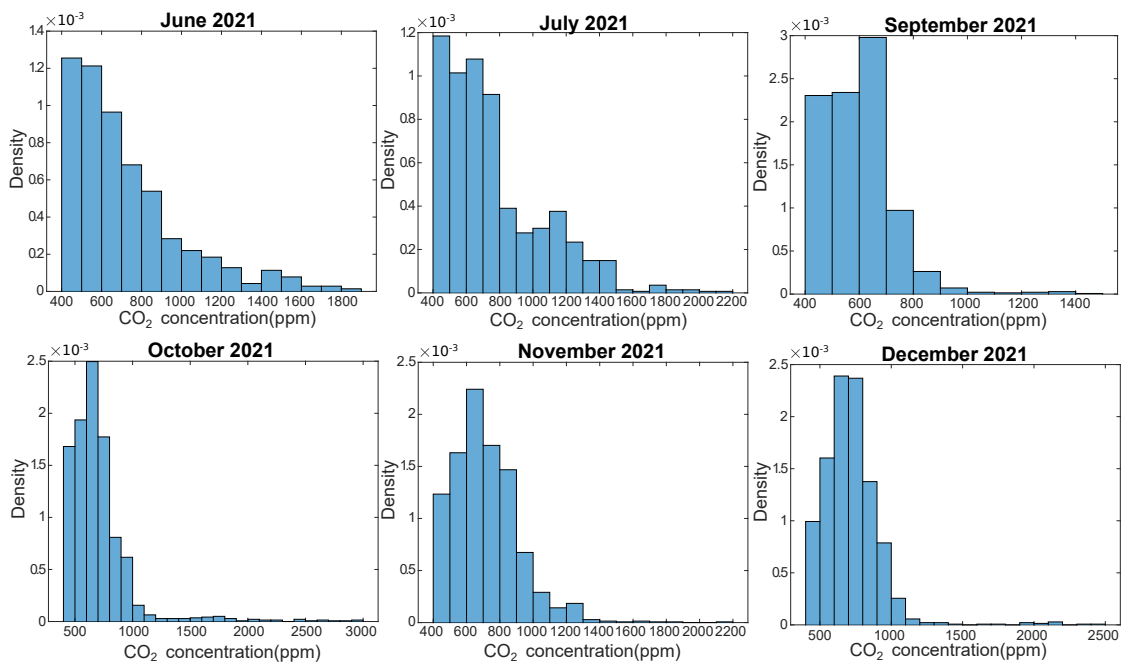 June 2021
×10⁻³
1.4
1.2
1
0.8
0.6
0.4
0.2
0
Density
400 600 800 1000 1200 1400 1600 1800
CO₂ concentration(ppm)
July 2021
×10⁻³
1.2
1
0.8
0.6
0.4
0.2
0
Density
400 600 800 1000 1200 1400 1600 1800 2000 2200
CO₂ concentration(ppm)
September 2021
×10⁻³
3
2.5
2
1.5
1
0.5
0
Density
400 600 800 1000 1200 1400
CO₂ concentration(ppm)
October 2021
×10⁻³
2.5
2
1.5
1
0.5
0
Density
500 1000 1500 2000 2500 3000
CO₂ concentration(ppm)
November 2021
×10⁻³
2.5
2
1.5
1
0.5
0
Density
400 600 800 1000 1200 1400 1600 1800 2000 2200
CO₂ concentration(ppm)
December 2021
×10⁻³
2.5
2
1.5
1
0.5
0
Density
500 1000 1500 2000 2500
CO₂ concentration(ppm)